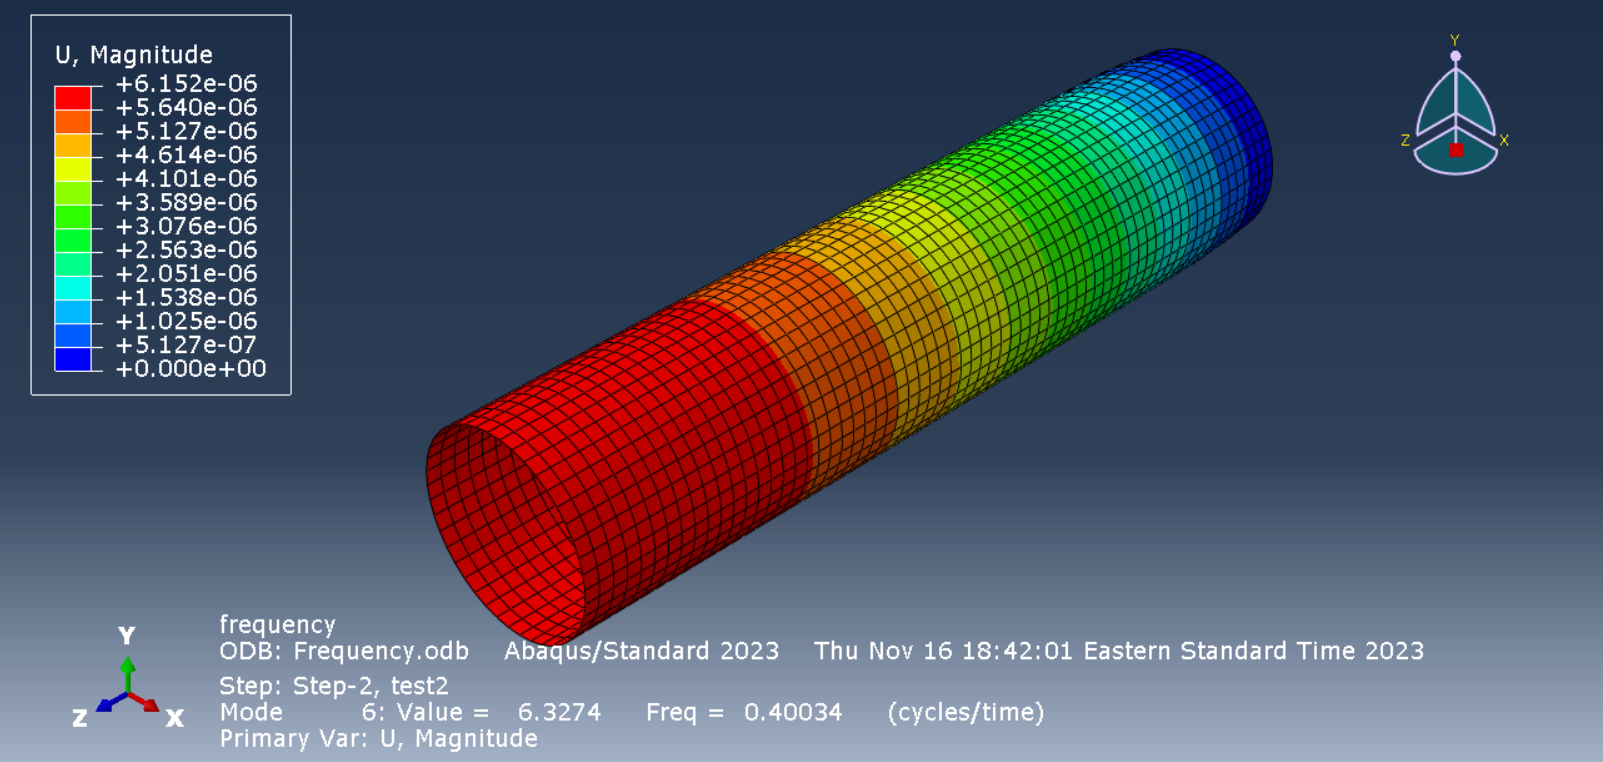 U, Magnitude
+6.152e-06
+5.640e-06
+5.127e-06
+4.614e-06
+4.101e-06
+3.589e-06
+3.076e-06
+2.563e-06
+2.051e-06
+1.538e-06
+1.025e-06
+5.127e-07
+0.000e+00
Y
Z X
Y
Z X
frequency
ODB: Frequency.odb Abaqus/Standard 2023 Thu Nov 16 18:42:01 Eastern Standard Time 2023
Step: Step-2, test2
Mode 6: Value = 6.3274 Freq = 0.40034 (cycles/time)
Primary Var: U, Magnitude